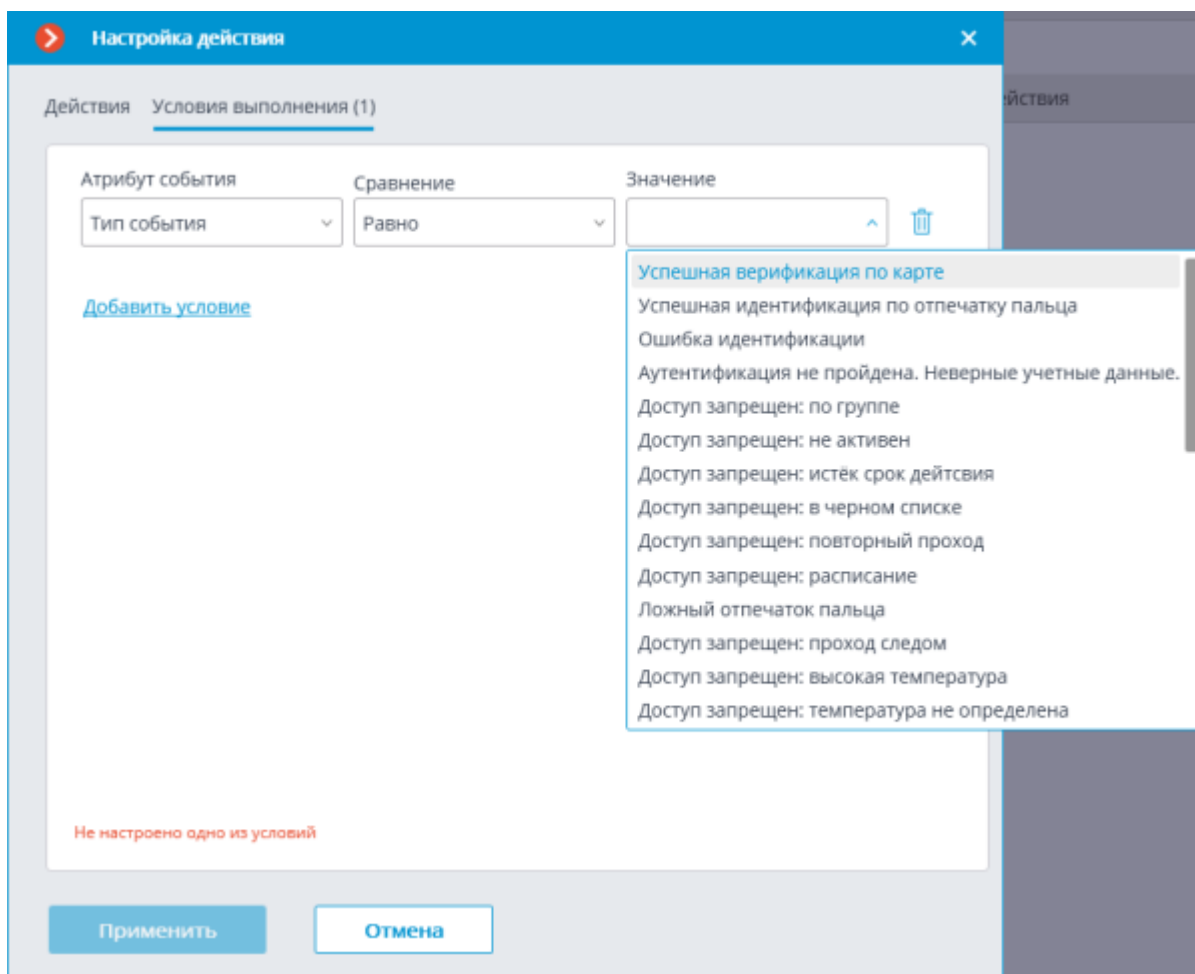 Настройка действия
Действия Условия выполнения (1)
йствия
Атрибут события Сравнение Значение
Тип события Равно
Успешная верификация по карте
Добавить условие
Успешная идентификация по отпечатку пальца
Ошибка идентификации
Аутентификация не пройдена. Неверные учетные данные.
Доступ запрещен: по группе
Доступ запрещен: не активен
Доступ запрещен: истёк срок дейтсвия
Доступ запрещен: в черном списке
Доступ запрещен: повторный проход
Доступ запрещен: расписание
Ложный отпечаток пальца
Доступ запрещен: проход следом
Доступ запрещен: высокая температура
Доступ запрещен: температура не определена
Не настроено одно из условий
Применить Отмена